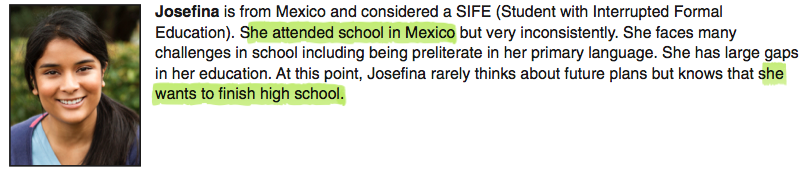 Josefina is from Mexico and considered a SIFE (Student with Interrupted Formal
Education). She attended school in Mexico but very inconsistently. She faces many
challenges in school including being preliterate in her primary language. She has large gaps
in her education. At this point, Josefina rarely thinks about future plans but knows that she
wants to finish high school.